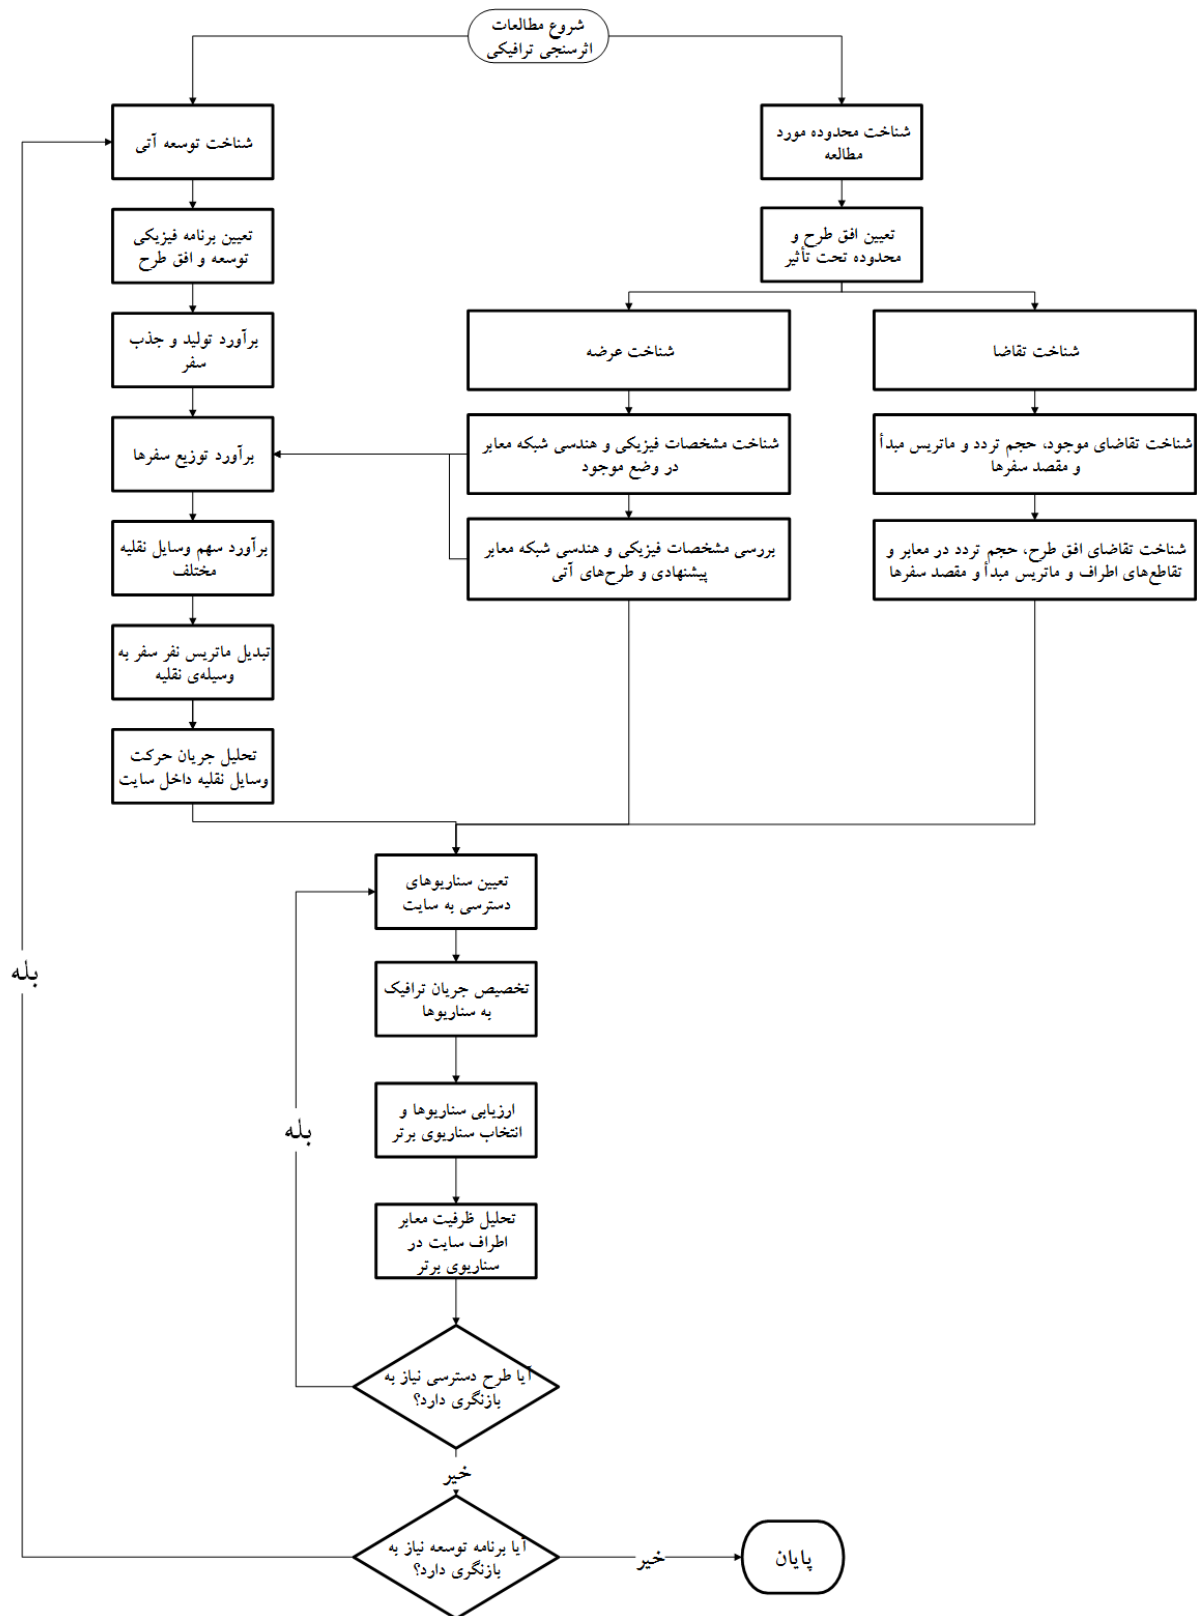 شروع مطالعات
اثرسنجی ترافیکی
شناخت محدوده مورد
مطالعه
شناخت توسعه آتی
تعیین افق طرح و
محدوده تحت تأثیر
تعیین برنامه فیزیکی
توسعه و افق طرح
شناخت تقاضا
شناخت عرضه
برآورد تولید و جذب
سفر
شناخت تقاضای موجود، حجم تردد و ماتریس مبدأ
و مقصد سفرها
شناخت مشخصات فیزیکی و هندسی شبکه معابر
در وضع موجود
برآورد توزیع سفرها
شناخت تقاضای افق طرح، حجم تردد در معابر و
تقاطع‌های اطراف و ماتریس مبدأ و مقصد سفرها
بررسی مشخصات فیزیکی و هندسی شبکه معابر
پیشنهادی و طرح‌های آتی
برآورد سهم وسایل نقلیه
مختلف
تبدیل ماتریس نفر سفر به
وسیله‌ی نقلیه
تحلیل جریان حرکت
وسایل نقلیه داخل سایت
تعیین سناریوهای
دسترسی به سایت
بله
تخصیص جریان ترافیک
به سناریوها
ارزیابی سناریوها و
انتخاب سناریوی برتر
بله
تحلیل ظرفیت معابر
اطراف سایت در
سناریوی برتر
آیا طرح دسترسی نیاز به
بازنگری دارد؟
خیر
آیا برنامه توسعه نیاز به
بازنگری دارد؟
خیر
پایان